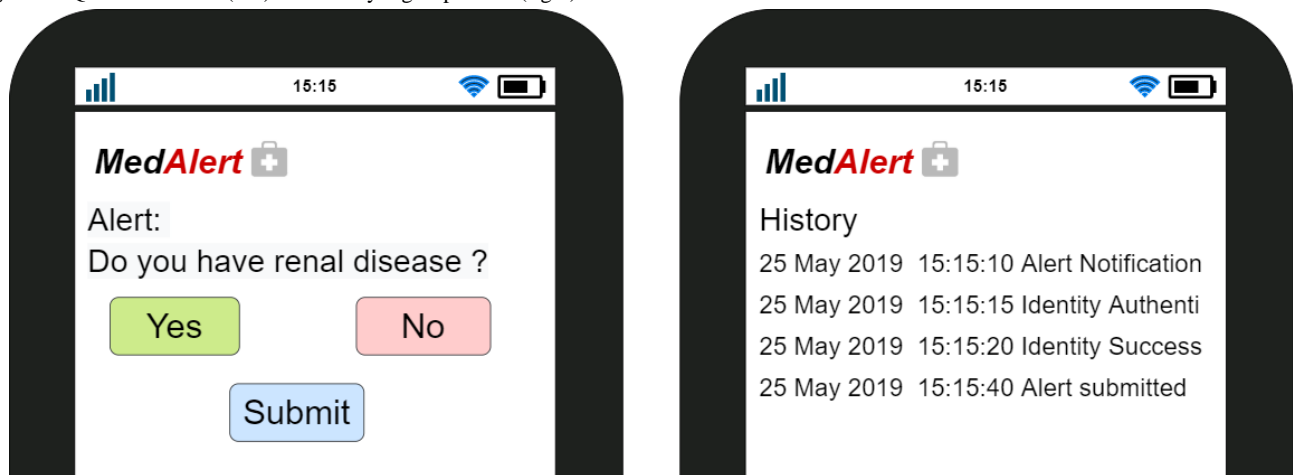 15:15
MedAlert
Alert:
Do you have renal disease ?
Yes
No
Submit
15:15
MedAlert
History
25 May 2019 15:15:10 Alert Notification
25 May 2019 15:15:15 Identity Authenti
25 May 2019 15:15:20 Identity Success
25 May 2019 15:15:40 Alert submitted